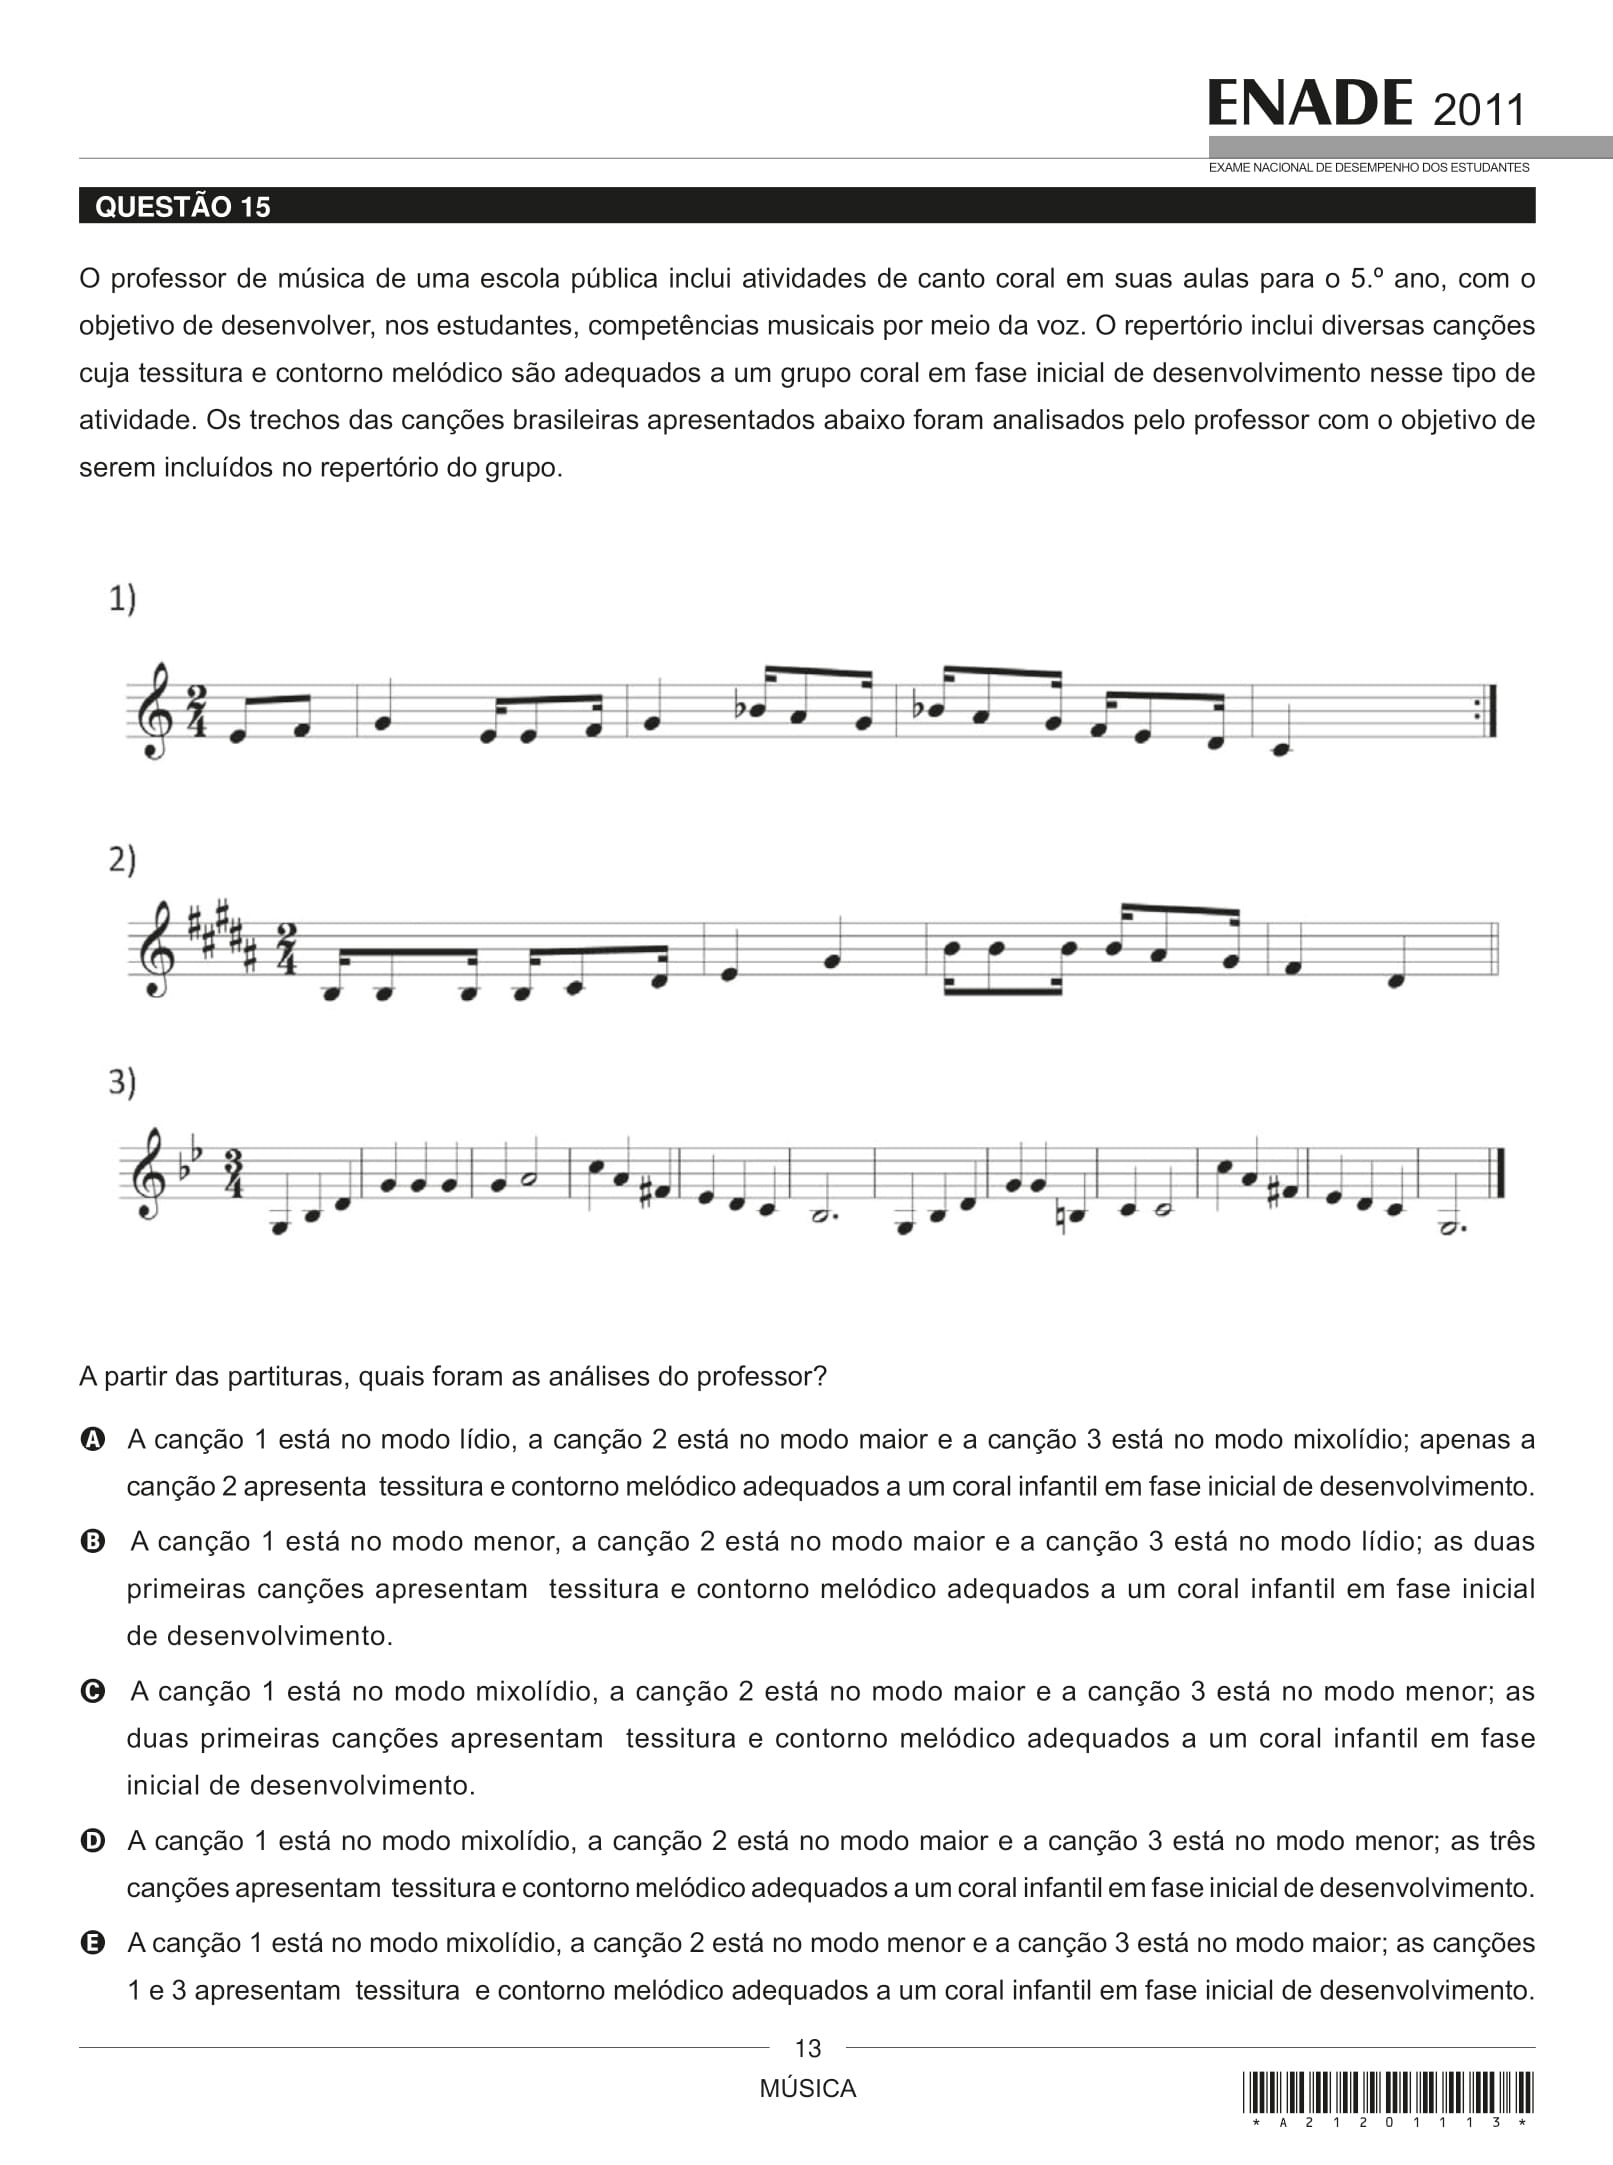 ENADE 2011
EXAME NACIONAL DE DESEMPENHO DOS ESTUDANTES
QUESTÃO 15
O professor de música de uma escola pública inclui atividades de canto coral em suas aulas para o 5.º ano, com o
objetivo de desenvolver, nos estudantes, competências musicais por meio da voz. O repertório inclui diversas canções
cuja tessitura e contorno melódico são adequados a um grupo coral em fase inicial de desenvolvimento nesse tipo de
atividade. Os trechos das canções brasileiras apresentados abaixo foram analisados pelo professor com o objetivo de
serem incluídos no repertório do grupo.
1)
2
4
2)
2
4
3)
3
4
A partir das partituras, quais foram as análises do professor?
A A canção 1 está no modo lídio, a canção 2 está no modo maior e a canção 3 está no modo mixolídio; apenas a
canção 2 apresenta tessitura e contorno melódico adequados a um coral infantil em fase inicial de desenvolvimento.
B A canção 1 está no modo menor, a canção 2 está no modo maior e a canção 3 está no modo lídio; as duas
primeiras canções apresentam tessitura e contorno melódico adequados a um coral infantil em fase inicial
de desenvolvimento.
C A canção 1 está no modo mixolídio, a canção 2 está no modo maior e a canção 3 está no modo menor; as
duas primeiras canções apresentam tessitura e contorno melódico adequados a um coral infantil em fase
inicial de desenvolvimento.
D A canção 1 está no modo mixolídio, a canção 2 está no modo maior e a canção 3 está no modo menor; as três
canções apresentam tessitura e contorno melódico adequados a um coral infantil em fase inicial de desenvolvimento.
E A canção 1 está no modo mixolídio, a canção 2 está no modo menor e a canção 3 está no modo maior; as canções
1 e 3 apresentam tessitura e contorno melódico adequados a um coral infantil em fase inicial de desenvolvimento.
13
MÚSICA
* A 2 1 2 0 1 1 1 3 *